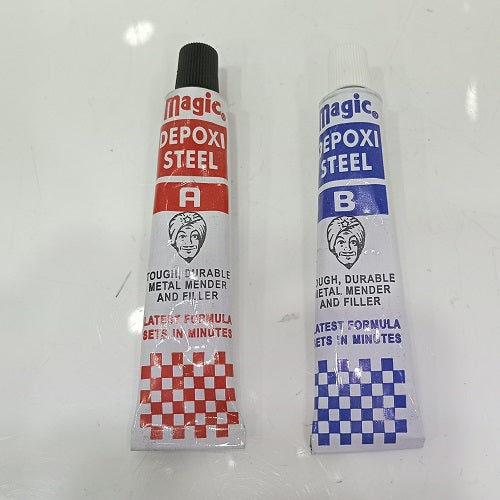 Magic®
DEPOXI
STEEL
A
TOUGH, DURABLE
METAL MENDER
AND FILLER
LATEST FORMULA
SETS IN MINUTES
Magic®
DEPOXI
STEEL
B
TOUGH, DURABLE
METAL MENDER
AND FILLER
LATEST FORMULA
SETS IN MINUTES